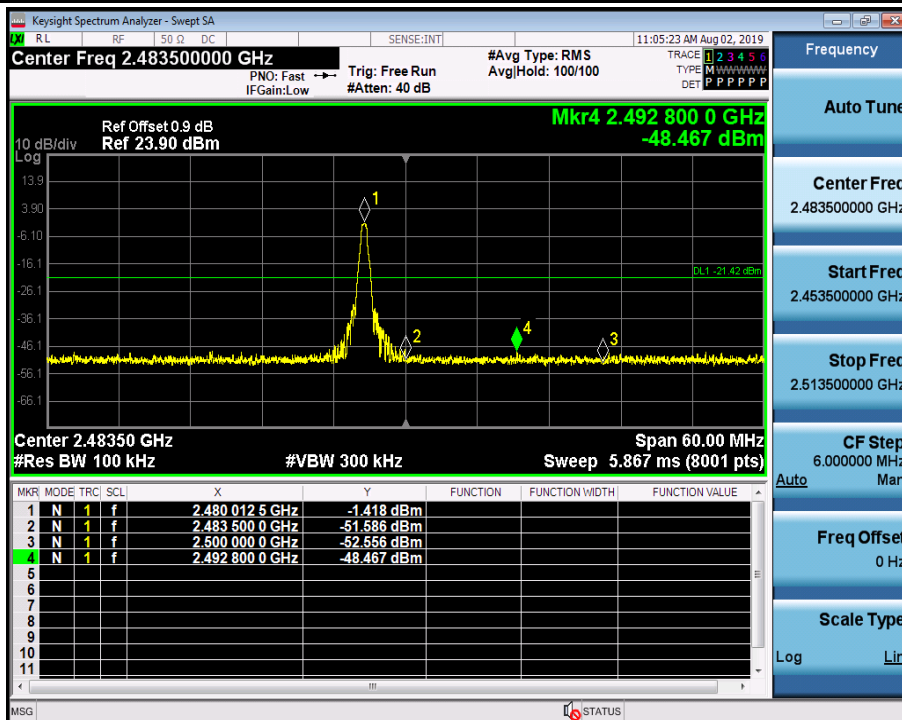 Keysight Spectrum Analyzer - Swept SA
LXI RL RF 50 Ω DC SENSE:INT 11:05:23 AM Aug 02, 2019
Center Freq 2.483500000 GHz
PNO: Fast
IFGain:Low
Trig: Free Run
#Atten: 40 dB
#Avg Type: RMS
Avg|Hold: 100/100
TRACE 1 2 3 4 5 6
TYPE M WWWWW
DET P P P P P P
Mkr4 2.492 800 0 GHz
-48.467 dBm
Ref Offset 0.9 dB
10 dB/div Ref 23.90 dBm
Log
13.9
3.90
-6.10
-16.1
-26.1
-36.1
-46.1
-56.1
-66.1
1
2
3
4
DL1 -21.42 dBm
Center 2.48350 GHz Span 60.00 MHz
#Res BW 100 kHz #VBW 300 kHz Sweep 5.867 ms (8001 pts)
MKR MODE TRC SCL X Y FUNCTION FUNCTION WIDTH FUNCTION VALUE
1 N 1 f 2.480 012 5 GHz -1.418 dBm
2 N 1 f 2.483 500 0 GHz -51.586 dBm
3 N 1 f 2.500 000 0 GHz -52.556 dBm
4 N 1 f 2.492 800 0 GHz -48.467 dBm
5
6
7
8
9
10
11
MSG STATUS
Frequency
Auto Tune
Center Freq
2.483500000 GHz
Start Freq
2.453500000 GHz
Stop Freq
2.513500000 GHz
CF Step
6.000000 MHz
Auto Man
Freq Offset
0 Hz
Scale Type
Log Lin